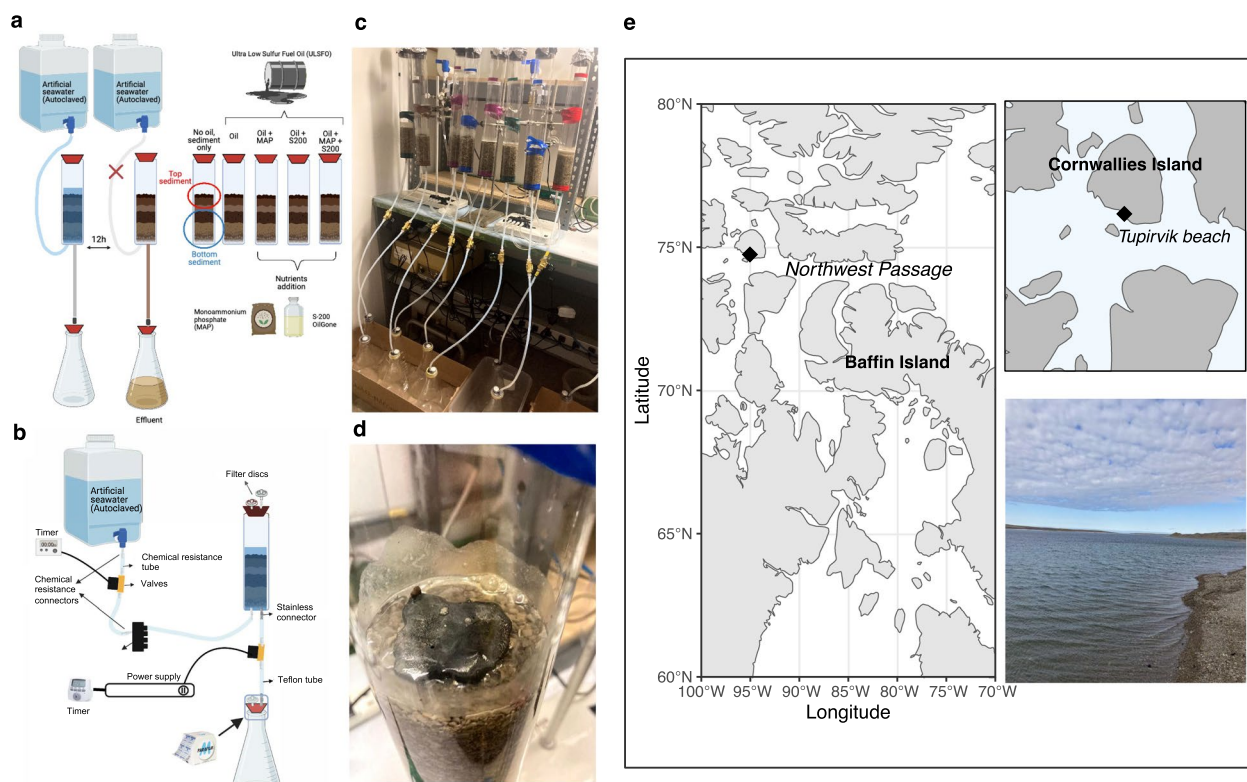 a
Artificial
seawater
(Autoclaved)
Artificial
seawater
(Autoclaved)
12h
Effluent
Ultra Low Sulfur Fuel Oil (ULSFO)
No oil,
sediment
only
Oil
Oil +
MAP
Oil +
S200
Oil +
MAP +
S200
Top
sediment
Bottom
sediment
Nutrients
addition
Monoammonium
phosphate
(MAP)
S-200
OilGone
b
Artificial
seawater
(Autoclaved)
Filter discs
Timer
00:00
Chemical resistance
tube
Valves
Chemical
resistance
connectors
Stainless
connector
Power supply
Teflon tube
Timer
c
d
e
80°N
75°N
70°N
65°N
60°N
Latitude
100°W
95°W
90°W
85°W
80°W
75°W
70°W
Longitude
Northwest Passage
Baffin Island
Cornwallies Island
Tupirvik beach